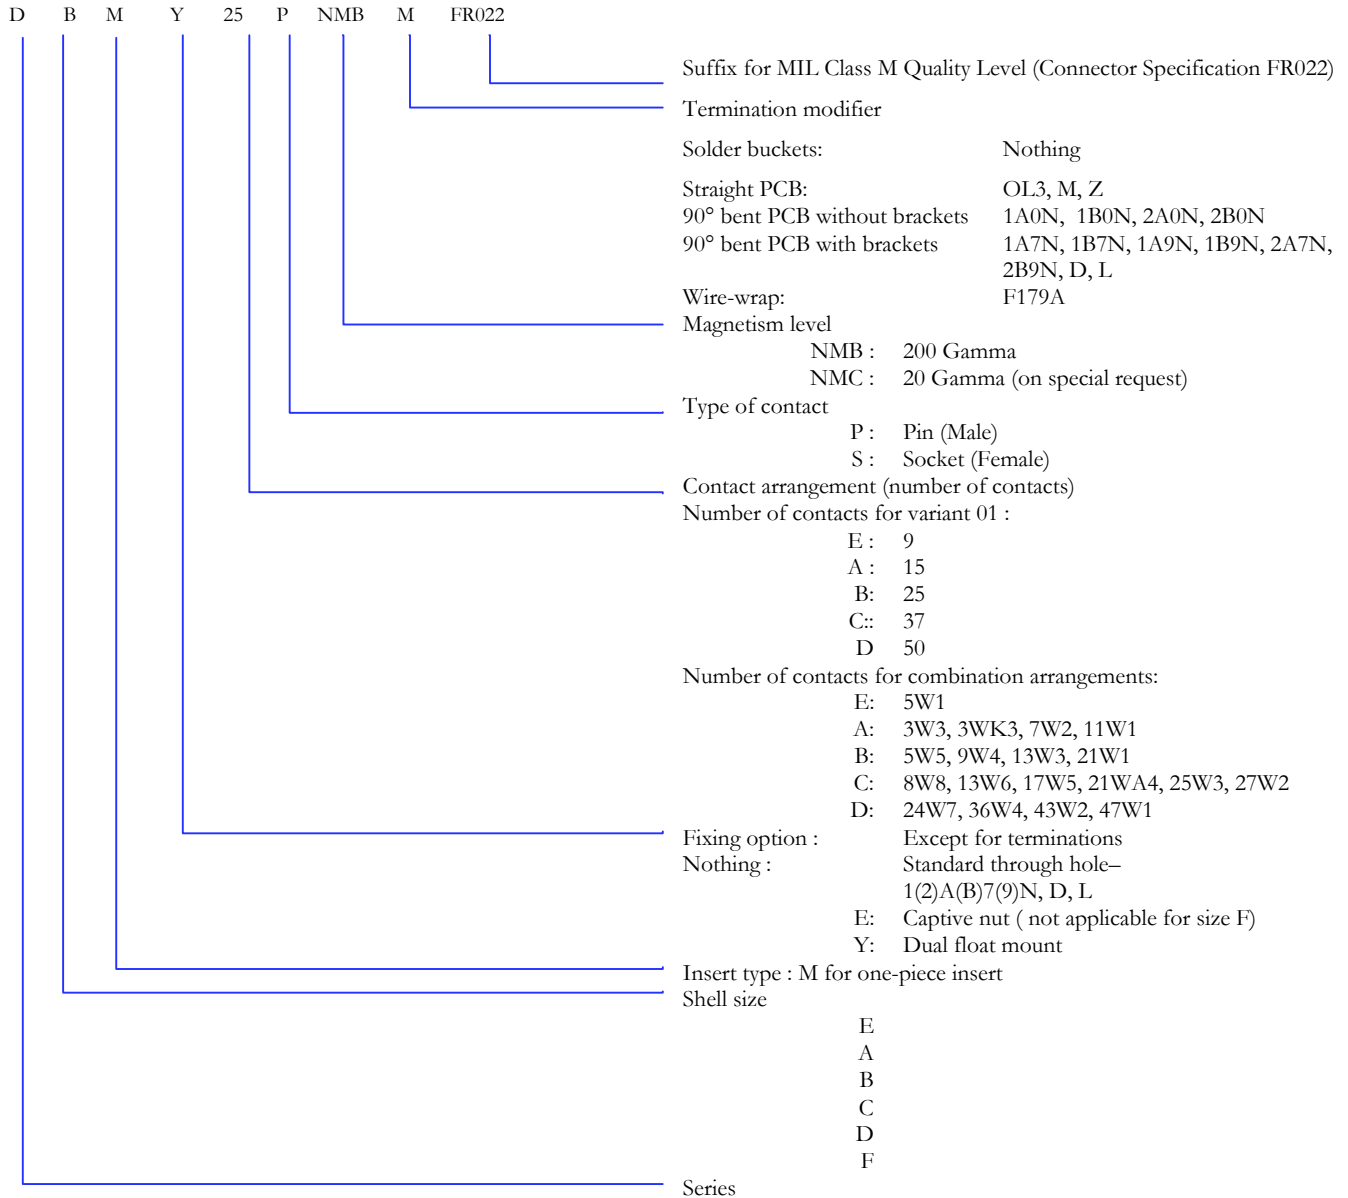 D B M Y 25 P NMB M FR022
Suffix for MIL Class M Quality Level (Connector Specification FR022)
Termination modifier
Solder buckets: Nothing
Straight PCB: OL3, M, Z
90° bent PCB without brackets 1A0N, 1B0N, 2A0N, 2B0N
90° bent PCB with brackets 1A7N, 1B7N, 1A9N, 1B9N, 2A7N,
2B9N, D, L
Wire-wrap: F179A
Magnetism level
NMB : 200 Gamma
NMC : 20 Gamma (on special request)
Type of contact
P : Pin (Male)
S : Socket (Female)
Contact arrangement (number of contacts)
Number of contacts for variant 01 :
E : 9
A : 15
B: 25
C:: 37
D 50
Number of contacts for combination arrangements:
E: 5W1
A: 3W3, 3WK3, 7W2, 11W1
B: 5W5, 9W4, 13W3, 21W1
C: 8W8, 13W6, 17W5, 21WA4, 25W3, 27W2
D: 24W7, 36W4, 43W2, 47W1
Fixing option : Except for terminations
Nothing : Standard through hole–
1(2)A(B)7(9)N, D, L
E: Captive nut ( not applicable for size F)
Y: Dual float mount
Insert type : M for one-piece insert
Shell size
E
A
B
C
D
F
Series